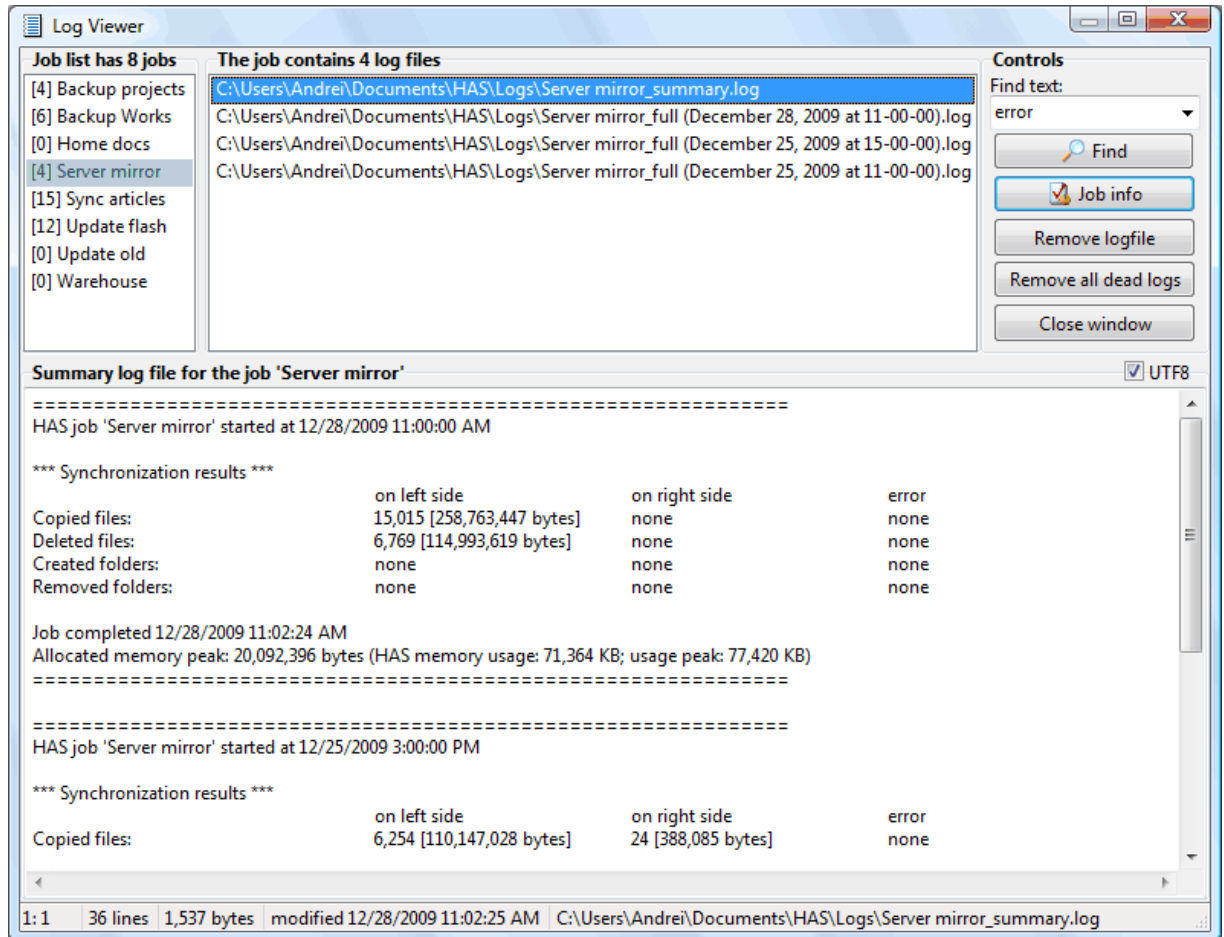 Log Viewer
Job list has 8 jobs
[4] Backup projects
[6] Backup Works
[0] Home docs
[4] Server mirror
[15] Sync articles
[12] Update flash
[0] Update old
[0] Warehouse
The job contains 4 log files
C:\Users\Andrei\Documents\HAS\Logs\Server mirror_summary.log
C:\Users\Andrei\Documents\HAS\Logs\Server mirror_full (December 28, 2009 at 11-00-00).log
C:\Users\Andrei\Documents\HAS\Logs\Server mirror_full (December 25, 2009 at 15-00-00).log
C:\Users\Andrei\Documents\HAS\Logs\Server mirror_full (December 25, 2009 at 11-00-00).log
Controls
Find text:
error
Find
Job info
Remove logfile
Remove all dead logs
Close window
Summary log file for the job 'Server mirror'
UTF8
==============================================================
HAS job 'Server mirror' started at 12/28/2009 11:00:00 AM
*** Synchronization results ***
on left side on right side error
Copied files: 15,015 [258,763,447 bytes] none none
Deleted files: 6,769 [114,993,619 bytes] none none
Created folders: none none none
Removed folders: none none none
Job completed 12/28/2009 11:02:24 AM
Allocated memory peak: 20,092,396 bytes (HAS memory usage: 71,364 KB; usage peak: 77,420 KB)
==============================================================
==============================================================
HAS job 'Server mirror' started at 12/25/2009 3:00:00 PM
*** Synchronization results ***
on left side on right side error
Copied files: 6,254 [110,147,028 bytes] 24 [388,085 bytes] none
1: 1 36 lines 1,537 bytes modified 12/28/2009 11:02:25 AM C:\Users\Andrei\Documents\HAS\Logs\Server mirror_summary.log